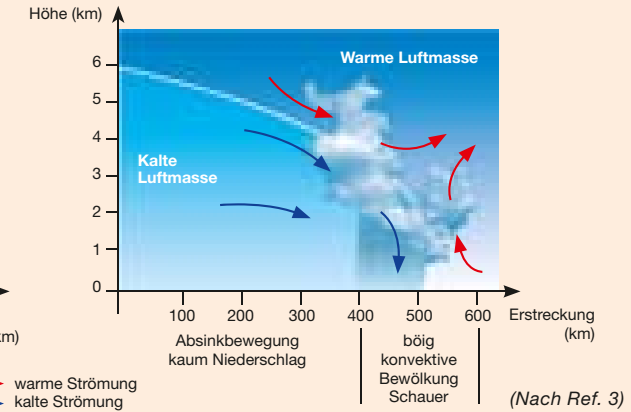 Höhe (km)
6
5
4
3
2
1
0
Warme Luftmasse
Kalte
Luftmasse
100 200 300 400 500 600
Erstreckung
(km)
Absinkbewegung
kaum Niederschlag
böig
konvektive
Bewölkung
Schauer
km)
warme Strömung
kalte Strömung
(Nach Ref. 3)